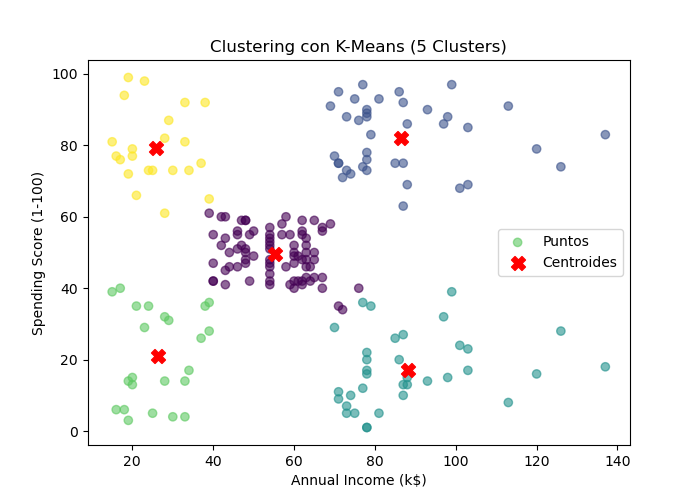 Clustering con K-Means (5 Clusters)
100
80
60
40
20
0
Spending Score (1-100)
Puntos
Centroides
20 40 60 80 100 120 140
Annual Income (k$)